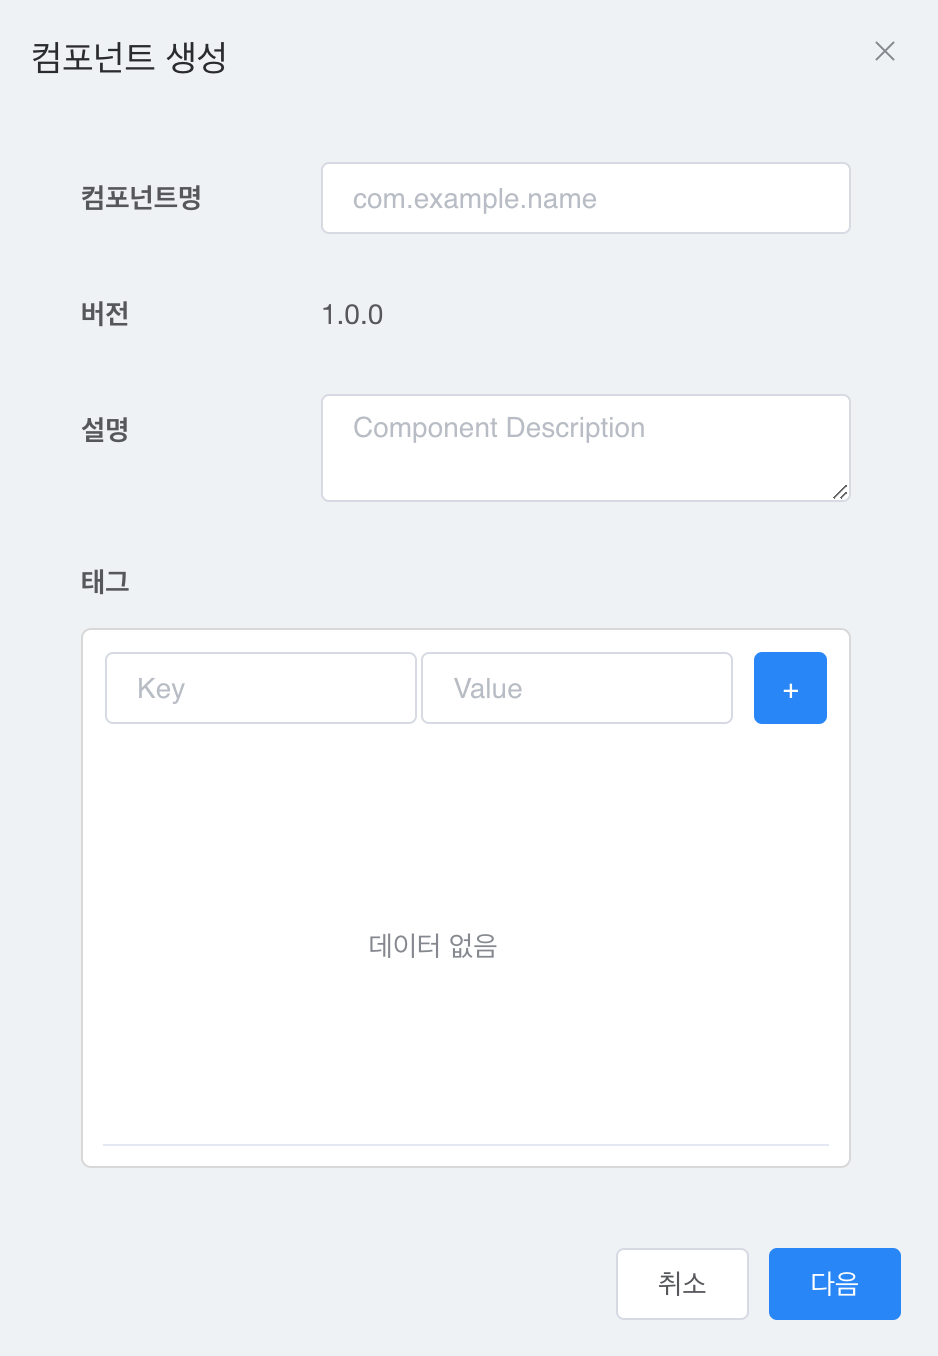 컴포넌트 생성
컴포넌트명
com.example.name
버전
1.0.0
설명
Component Description
태그
Key
Value
+
데이터 없음
취소
다음